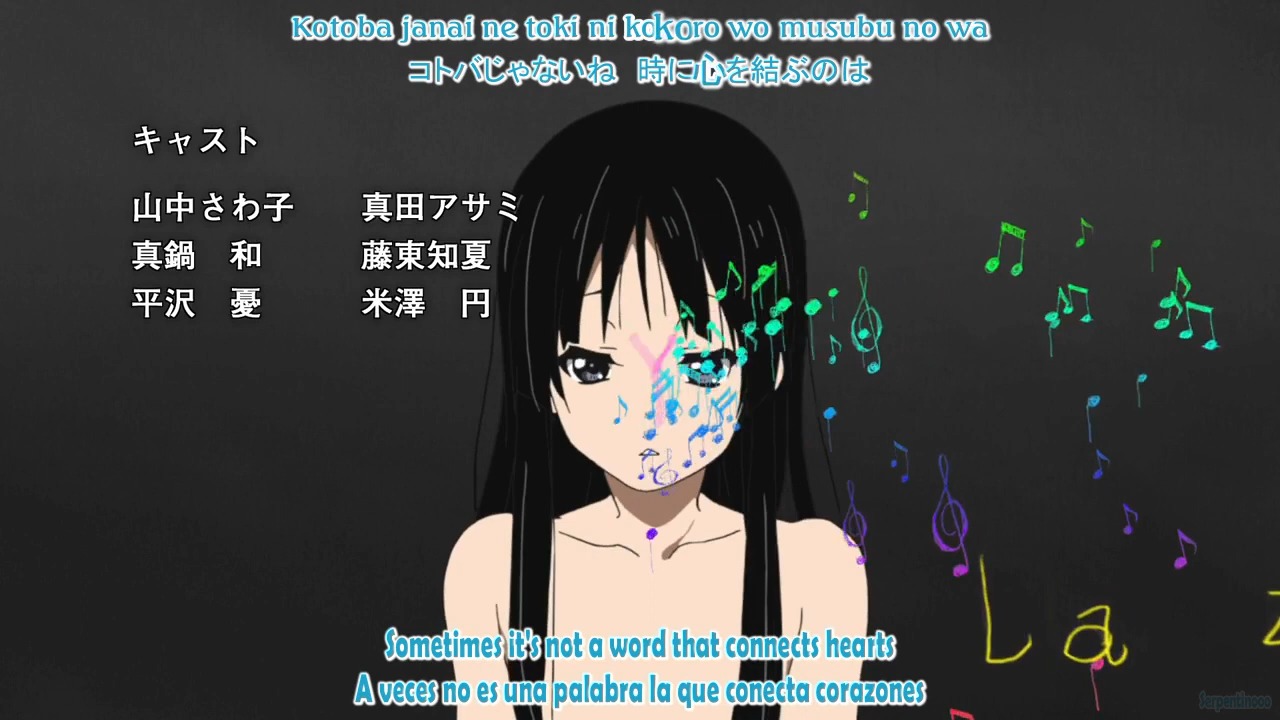 Kotoba janai ne toki ni kokoro wo musubu no wa
コトバじゃないね 時に心を結ぶのは
キャスト
山中さわ子 真田アサミ
真鍋 和 藤東知夏
平沢 憂 米澤 円
Y
La
Sometimes it's not a word that connects hearts
A veces no es una palabra la que conecta corazones
Serpentinooo